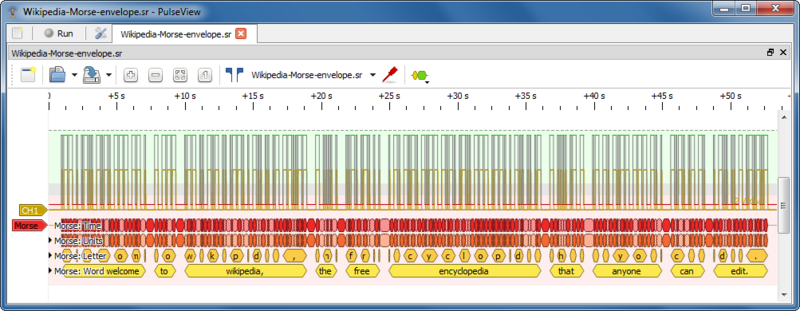 Wikipedia-Morse-envelope.sr - PulseView
Run Wikipedia-Morse-envelope.sr
Wikipedia-Morse-envelope.sr
Wikipedia-Morse-envelope.sr
0 +5 s +10 s +15 s +20 s +25 s +30 s +35 s +40 s +45 s +50 s
CH1
Morse Morse: Time
Morse: Units
Morse: Letter o m o w k p d , n f r c y c l o p d h y o c d .
Morse: Word welcome to wikipedia, the free encyclopedia that anyone can edit.